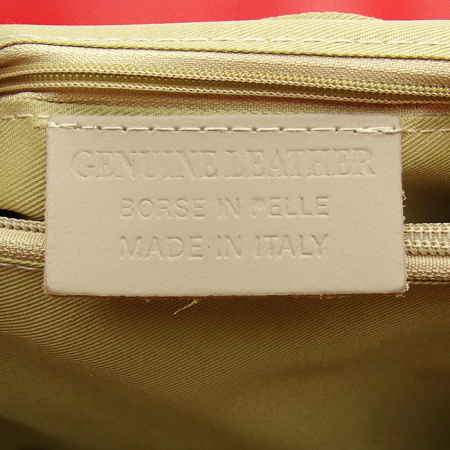 GENUINE LEATHER
BORSE IN PELLE
MADE IN ITALY